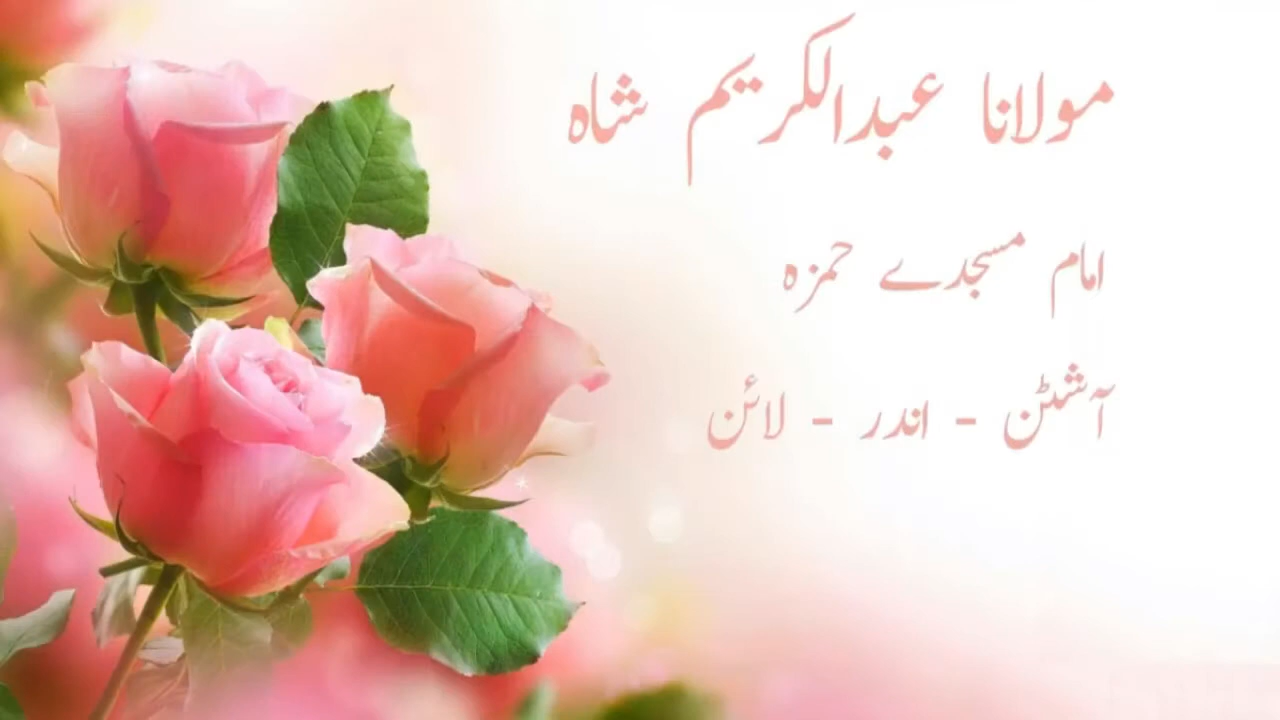 مولانا عبدالکریم شاہ
امام مسجدے حمزہ
آشٹن - اندر - لائن